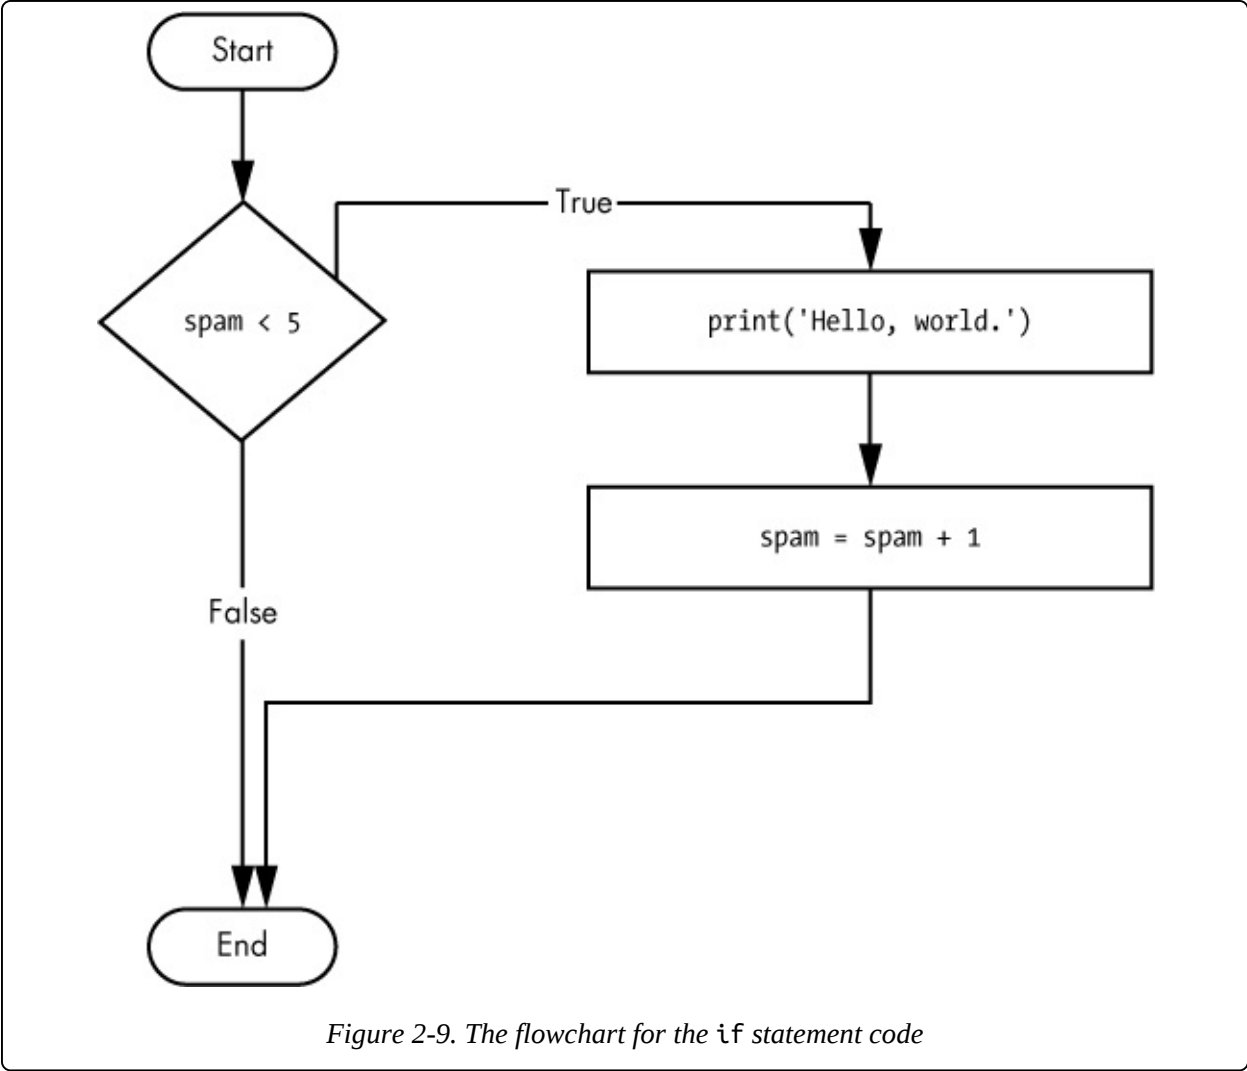 Start
True
spam < 5
print('Hello, world.')
spam = spam + 1
False
End
Figure 2-9. The flowchart for the if statement code